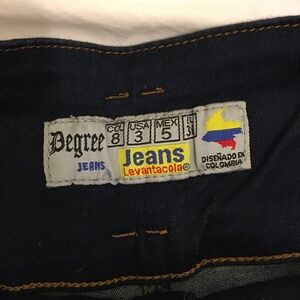 Degree
JEANS
COL USA MEX
8 3 5
Jeans
Levantacola®
DISEÑADO EN
COLOMBIA